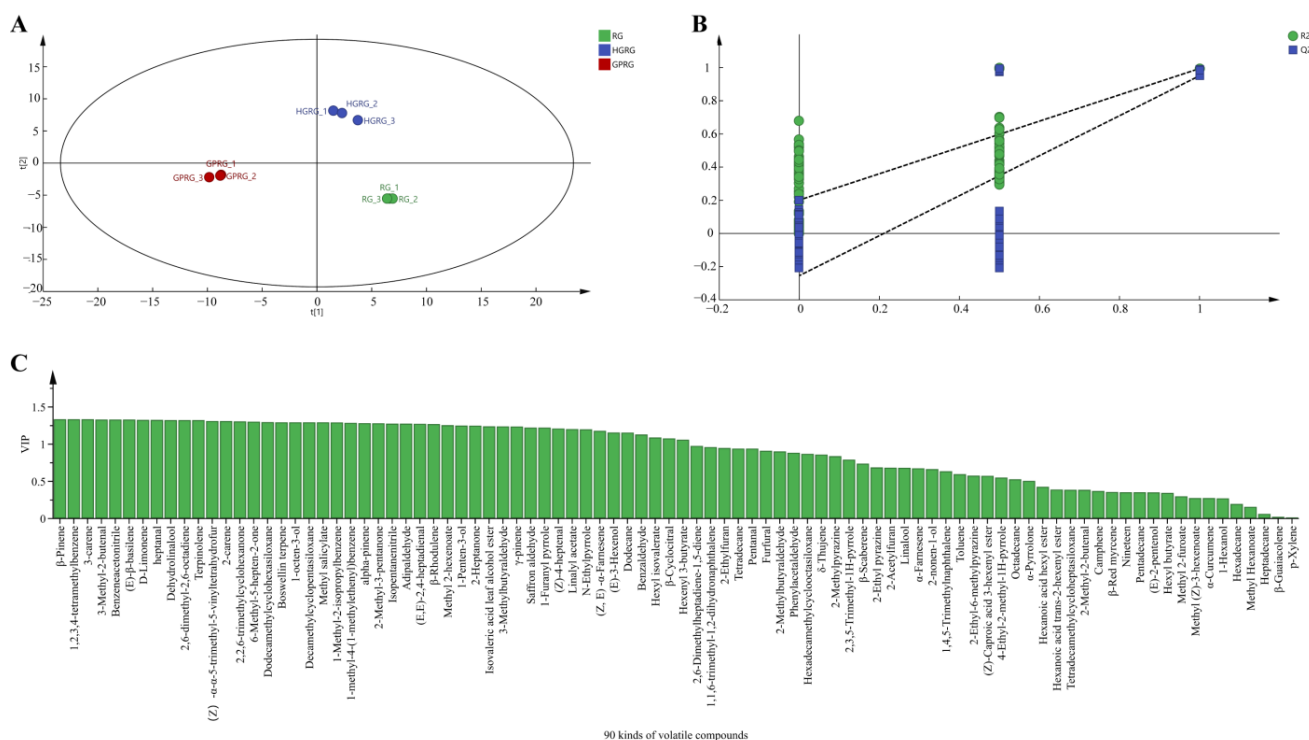 A
RG
HGRG
GPRG
15
10
5
0
−5
−10
−15
−20
t[2]
−25
−20
−15
−10
−5
0
5
10
15
20
t[1]
HGRG_1
HGRG_2
HGRG_3
GPRG_1
GPRG_3
GPRG_2
RG_1
RG_3
RG_2
B
R2
Q2
1
0.8
0.6
0.4
0.2
0
−0.2
−0.4
−0.2
0
0.2
0.4
0.6
0.8
1
C
VIP
1.5
1
0.5
0
β-Pinene
1,2,3,4-tetramethylbenzene
3-carene
3-Methyl-2-butenal
Benzeneacetonitrile
(E)-β-basilene
D-Limonene
heptanal
Dehydrolinalool
2,6-dimethyl-2,6-octadiene
Terpinolene
(Z) -α-α-5-trimethyl-5-vinyltetrahydrofur
2-carene
2,2,6-trimethylcyclohexanone
6-Methyl-5-hepten-2-one
Dodecamethylcyclohexasiloxane
Boswellin terpene
1-octen-3-ol
Decamethylcyclopentasiloxane
Methyl salicylate
1-Methyl-2-isopropylbenzene
1-methyl-4-(1-methylethenyl)benzene
alpha-pinene
2-Methyl-3-pentanone
Isopentanenitrile
Adipaldehyde
(E,E)-2,4-heptadienal
β-Rhodulene
Methyl 2-hexenoate
1-Penten-3-ol
2-Heptanone
Isovaleric acid leaf alcohol ester
3-Methylbutyraldehyde
γ-pinene
Saffron aldehyde
1-Furanyl pyrrole
(Z)-4-heptenal
Linalyl acetate
N-Ethylpyrrole
(Z, E) -α-Farnesene)
(E)-3-Hexenol
Dodecane
Benzaldehyde
Hexyl isovalerate
β-Cyclocitral
Hexenyl 3-butyrate
2,6-Dimethylheptadiene-1,5-diene
1,1,6-trimethyl-1,2-dihydronaphthalene
2-Ethylfuran
Tetradecane
Pentanal
Furfural
2-Methylbutyraldehyde
Phenylacetaldehyde
Hexadecamethylcyclooctasiloxane
δ-Thujene
2-Methylpyrazine
2,3,5-Trimethyl-1H-pyrrole
β-Scaberene
2-Ethyl pyrazine
2-Acetylfuran
Linalool
α-Farnesene
2-nonen-1-ol
1,4,5-Trimethylnaphthalene
Toluene
2-Ethyl-6-methylpyrazine
(Z)-Caproic acid 3-hexenyl ester
4-Ethyl-2-methyl-1H-pyrrole
Octadecane
α-Pyrrolone
Hexanoic acid hexyl ester
Hexanoic acid trans-2-hexenyl ester
Tetradecamethylcycloheptasiloxane
2-Methyl-2-butenal
Camphene
β-Red myrcene
Nineteen
Pentadecane
(E)-2-pentenol
Hexyl butyrate
Methyl 2-furoate
Methyl (Z)-3-hexenoate
α-Curcumene
1-Hexanol
Hexadecane
Methyl Hexanoate
Heptadecane
β-Guaiacolene
p-Xylene
90 kinds of volatile compounds